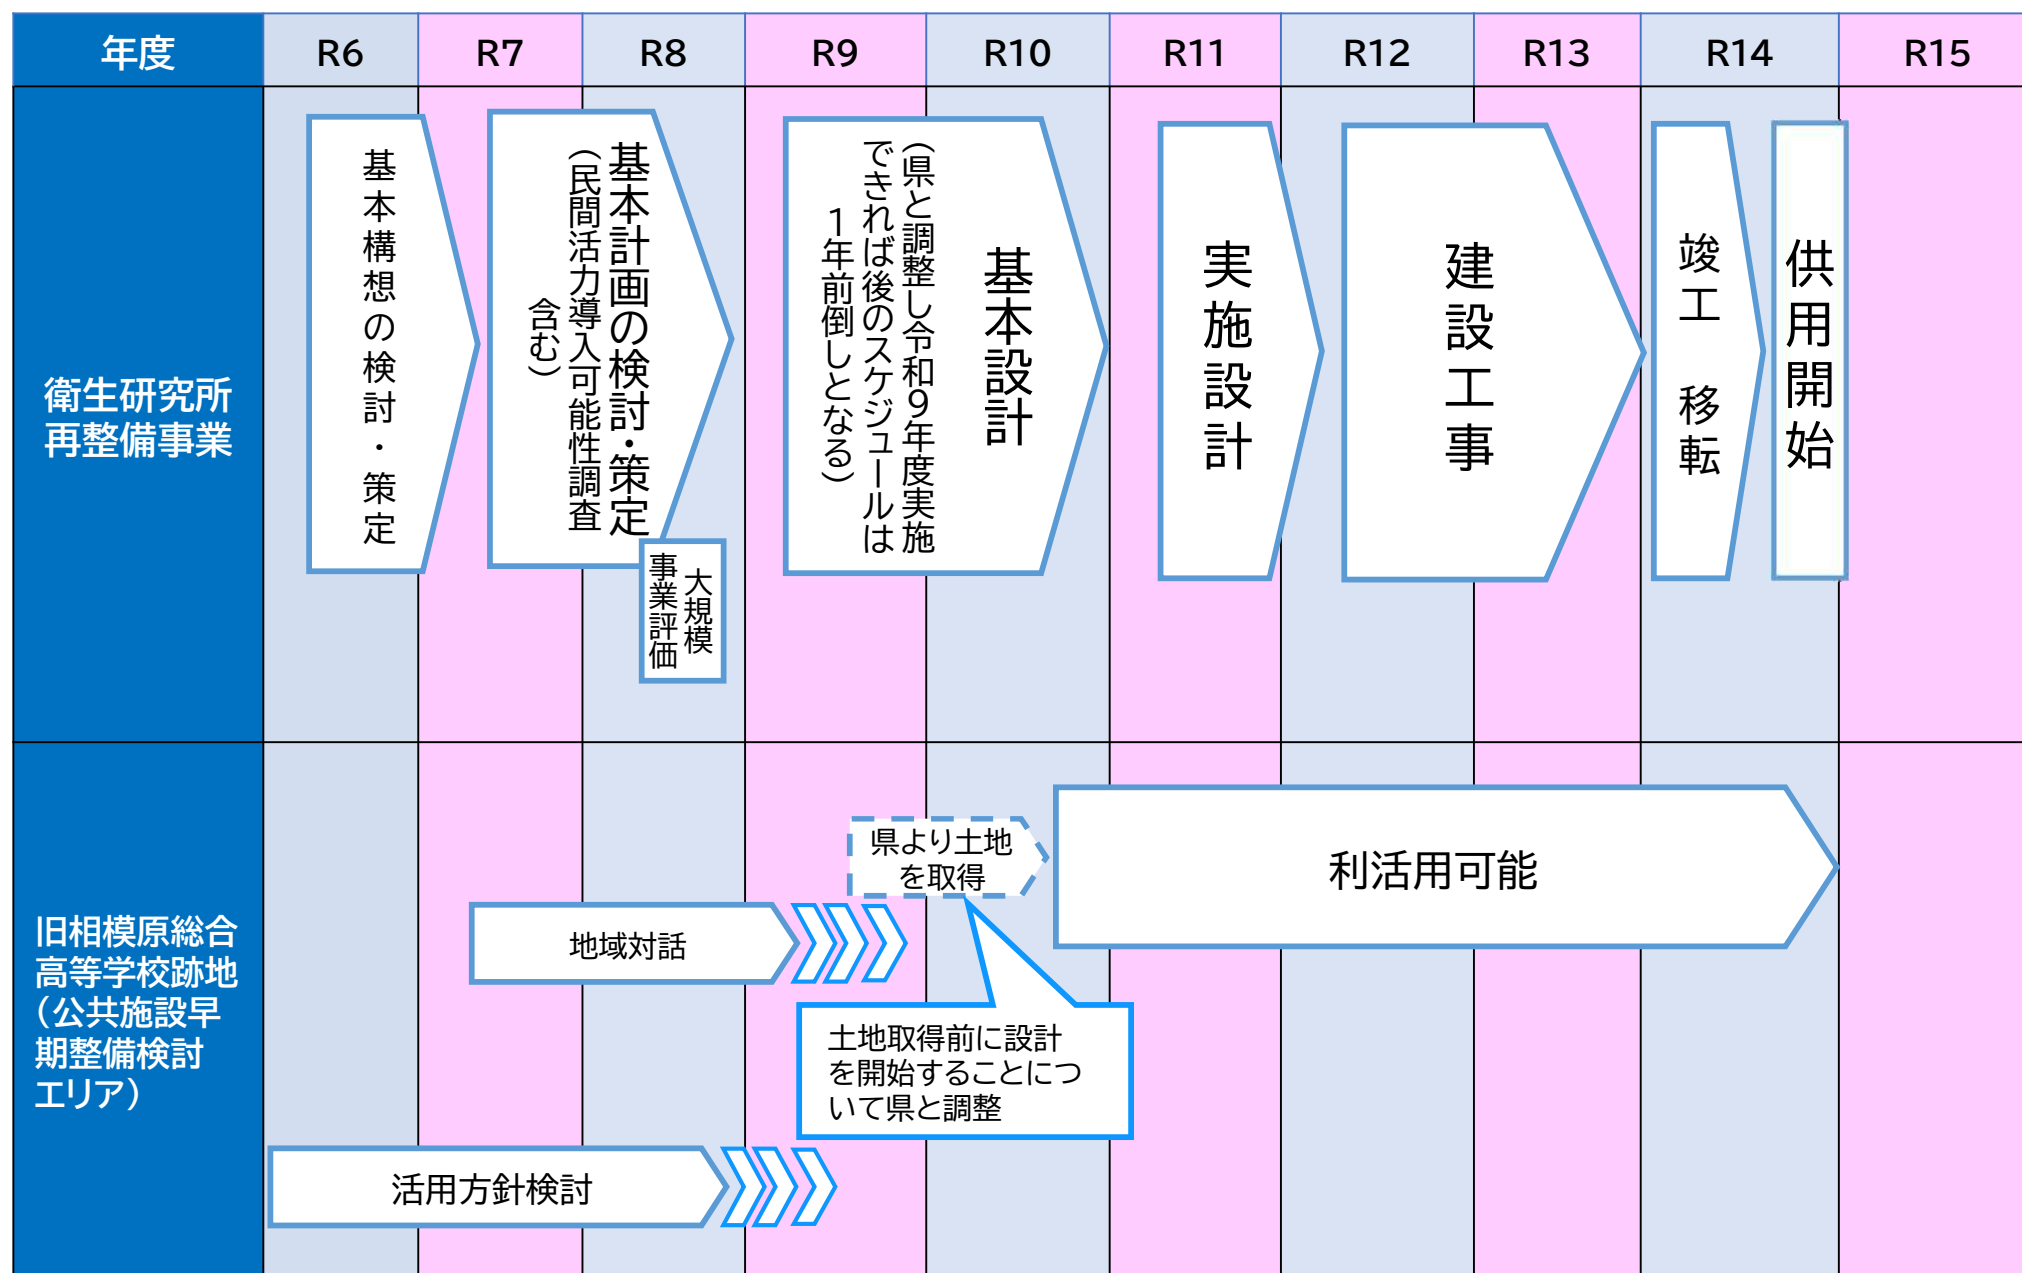 年度
R6
R7
R8
R9
R10
R11
R12
R13
R14
R15
衛生研究所
再整備事業
基本構想の検討・策定
基本計画の検討・策定
（民間活力導入可能性調査
含む）
大規模
事業評価
基本設計
（県と調整し令和９年度実施
できれば後のスケジュールは
１年前倒しとなる）
実施設計
建設工事
竣工　移転
供用開始
旧相模原総合
高等学校跡地
（公共施設早
期整備検討
エリア）
県より土地
を取得
利活用可能
地域対話
土地取得前に設計
を開始することにつ
いて県と調整
活用方針検討